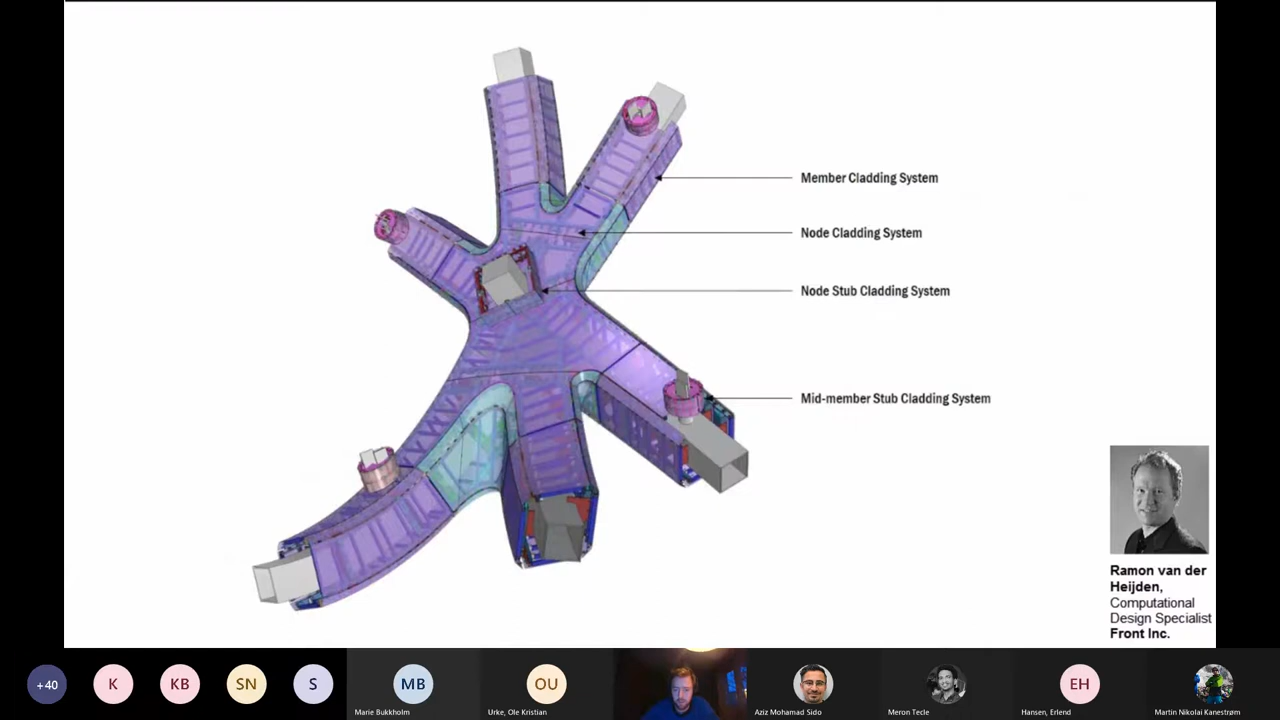 Member Cladding System
Node Cladding System
Node Stub Cladding System
Mid-member Stub Cladding System
Ramon van der
Heijden,
Computational
Design Specialist
Front Inc.
+40
K
KB
SN
S
MB
OU
EH
Marie Bukkholm
Urke, Ole Kristian
Aziz Mohamad Sido
Meron Tecle
Hansen, Erlend
Martin Nikolai Kanestrøm